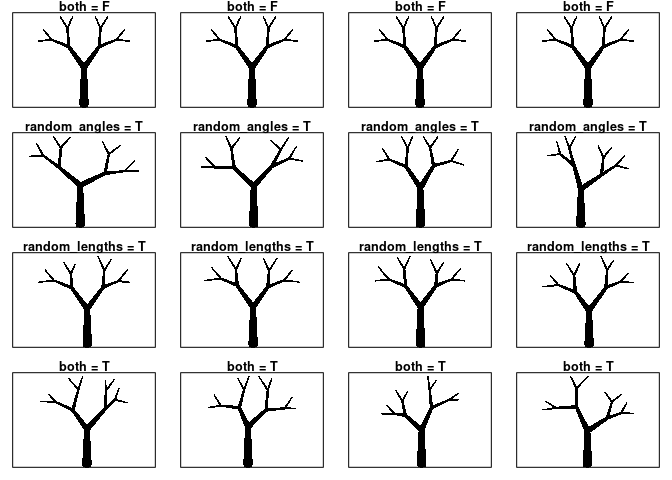 both = F both = F both = F both = F
random_angles = T random_angles = T random_angles = T random_angles = T
random_lengths = T random_lengths = T random_lengths = T random_lengths = T
both = T both = T both = T both = T